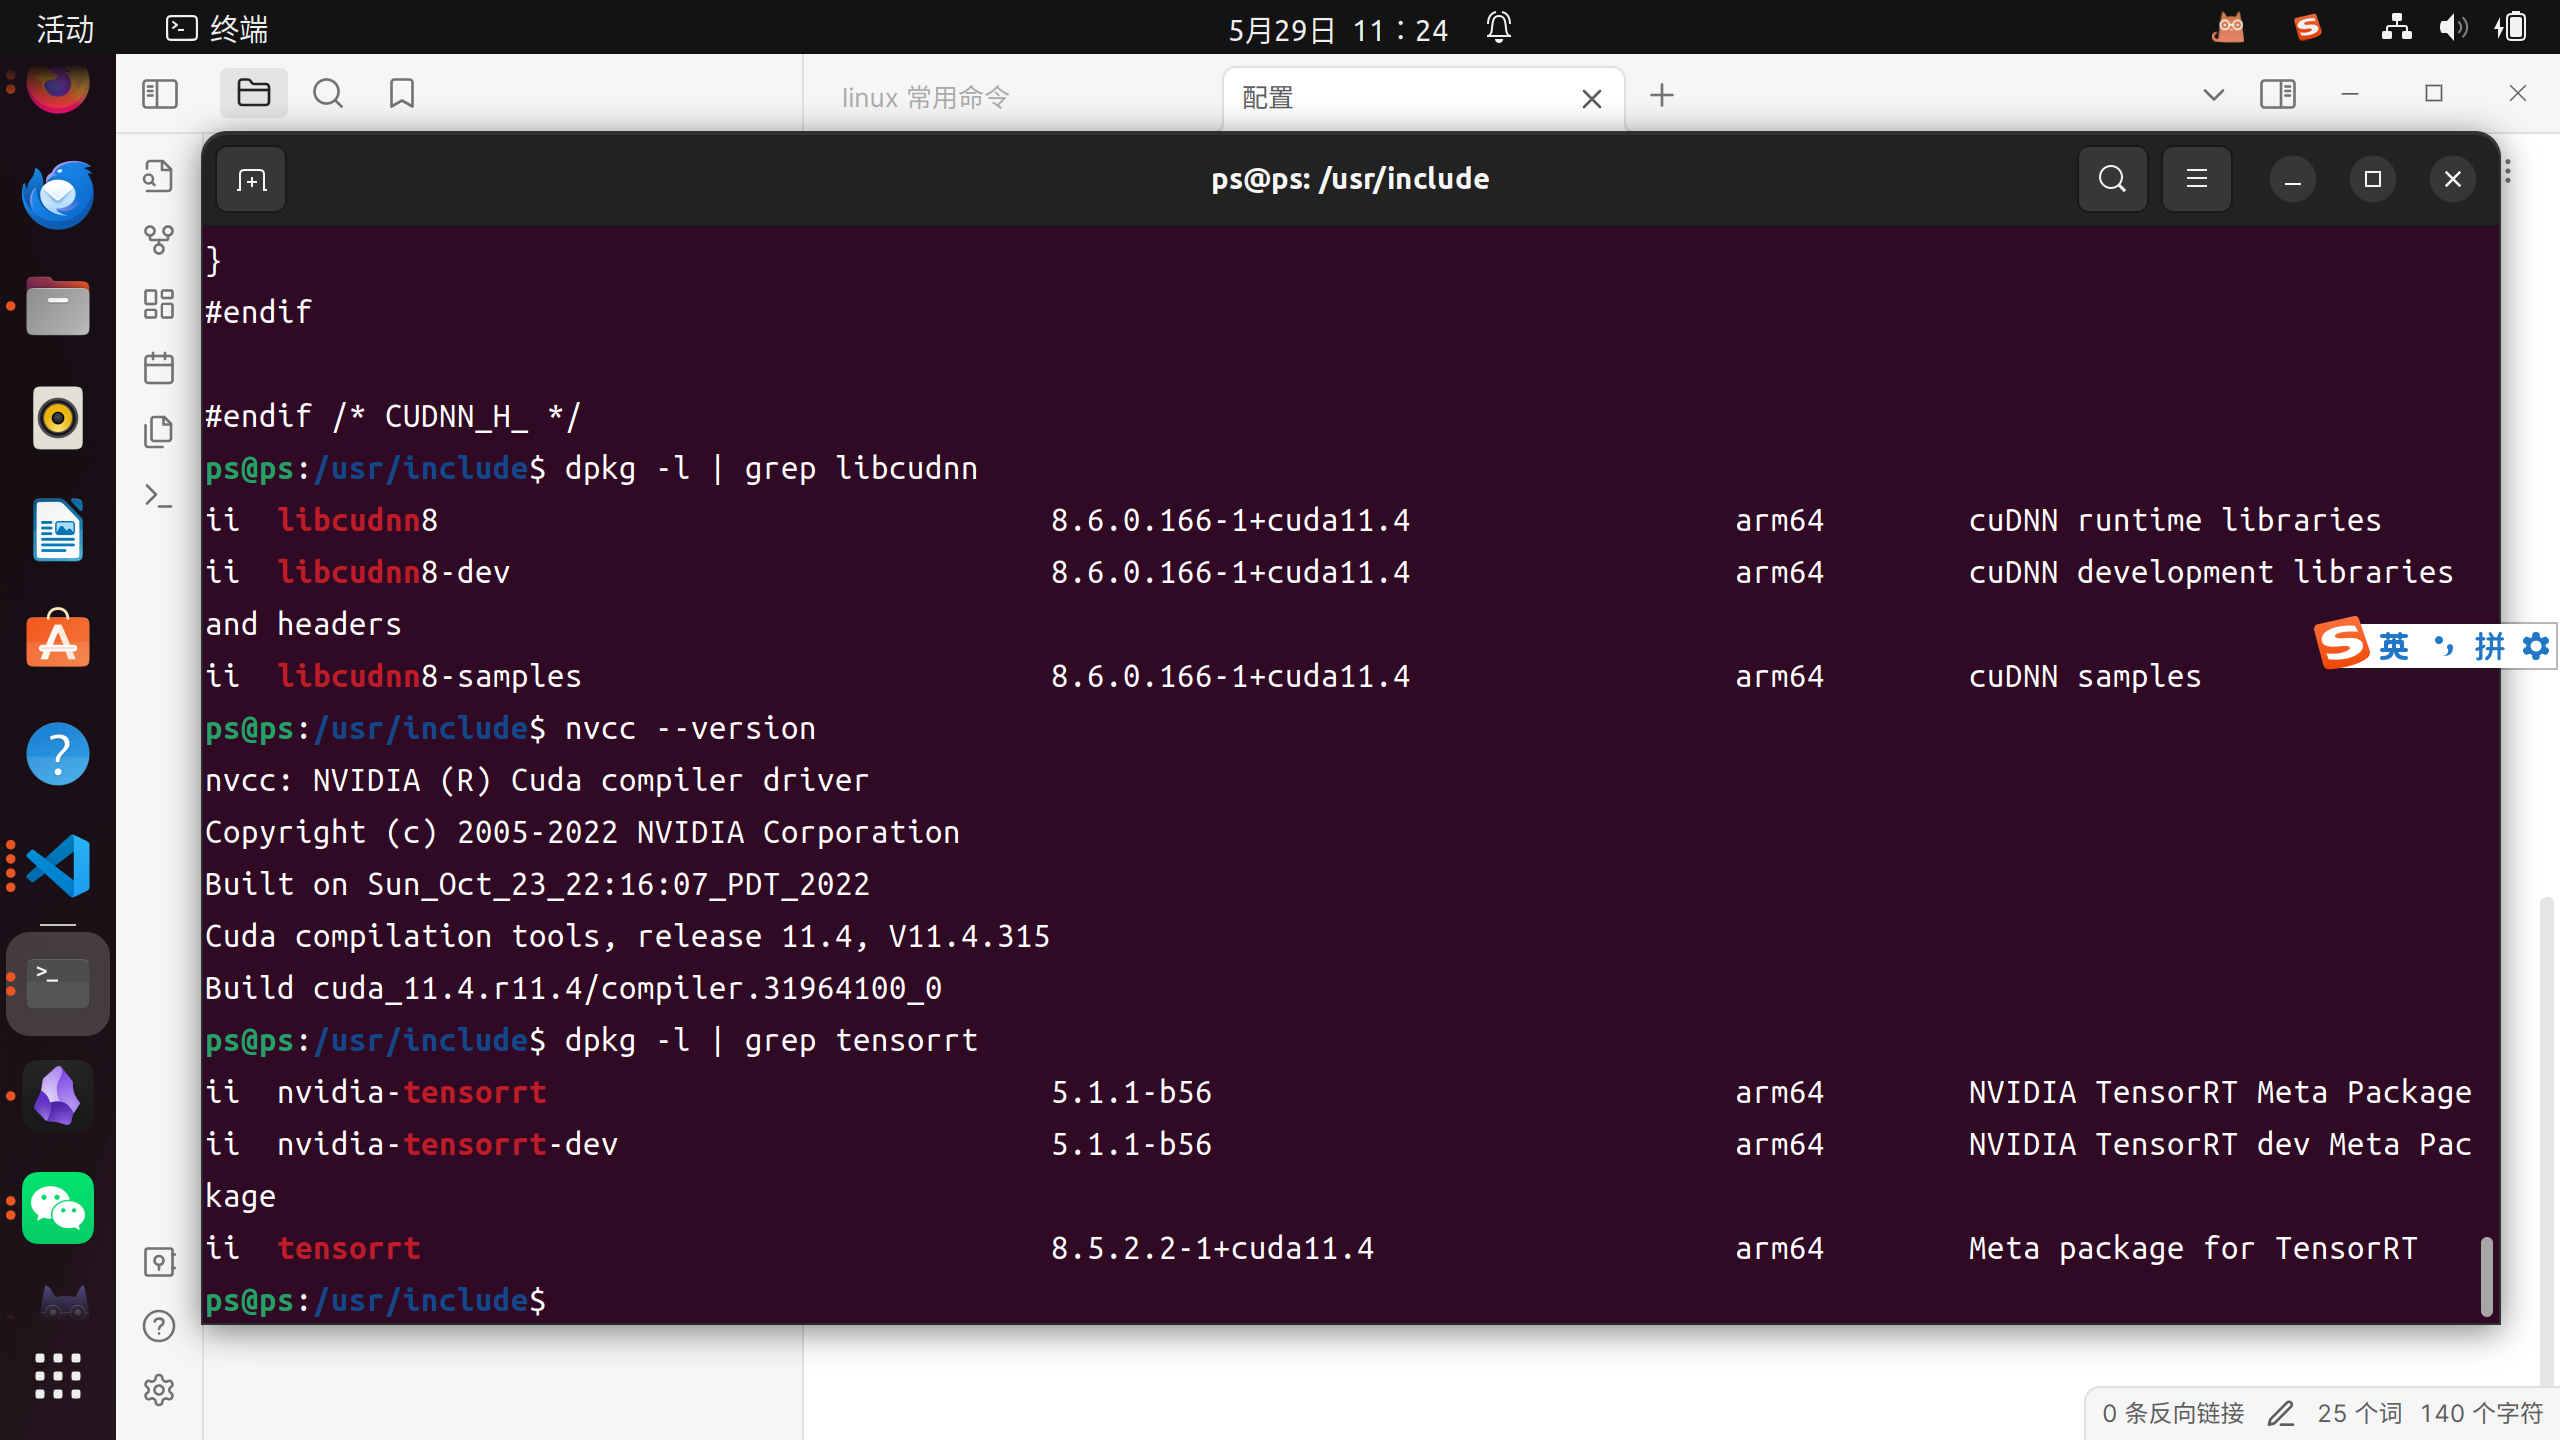 活动
终端
5月29日 11：24
linux 常用命令
配置
ps@ps: /usr/include
}
#endif
#endif /* CUDNN_H_ */
ps@ps:/usr/include$ dpkg -l | grep libcudnn
ii  libcudnn8  8.6.0.166-1+cuda11.4  arm64  cuDNN runtime libraries
ii  libcudnn8-dev  8.6.0.166-1+cuda11.4  arm64  cuDNN development libraries
and headers
ii  libcudnn8-samples  8.6.0.166-1+cuda11.4  arm64  cuDNN samples
ps@ps:/usr/include$ nvcc --version
nvcc: NVIDIA (R) Cuda compiler driver
Copyright (c) 2005-2022 NVIDIA Corporation
Built on Sun_Oct_23_22:16:07_PDT_2022
Cuda compilation tools, release 11.4, V11.4.315
Build cuda_11.4.r11.4/compiler.31964100_0
ps@ps:/usr/include$ dpkg -l | grep tensorrt
ii  nvidia-tensorrt  5.1.1-b56  arm64  NVIDIA TensorRT Meta Package
ii  nvidia-tensorrt-dev  5.1.1-b56  arm64  NVIDIA TensorRT dev Meta Pac
kage
ii  tensorrt  8.5.2.2-1+cuda11.4  arm64  Meta package for TensorRT
ps@ps:/usr/include$
英 拼
0 条反向链接 25 个词 140 个字符